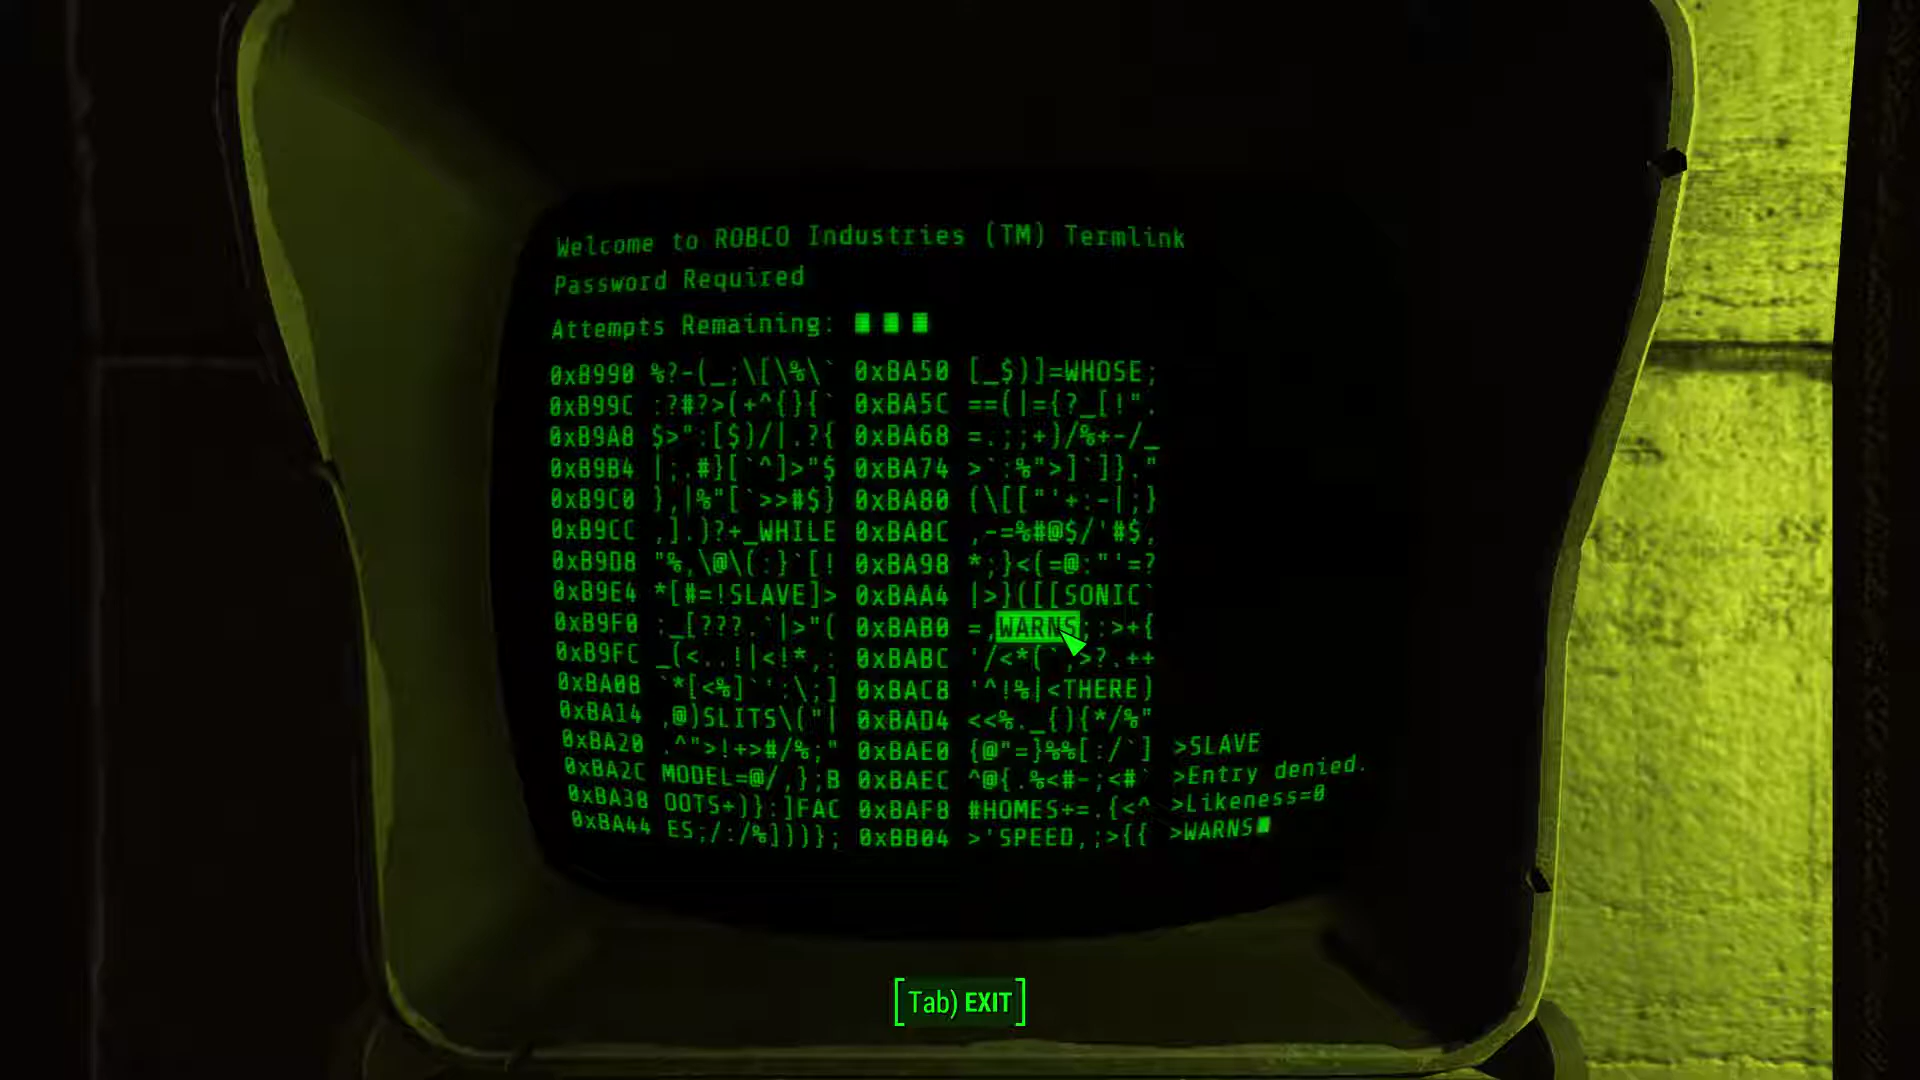 Welcome to ROBCO Industries (TM) Termlink
Password Required
Attempts Remaining: ■ ■ ■
0xB990 %?-(_;\[\%\` 0xBA50 [_$)]=WHOSE;
0xB99C :?#?>(+^{}{` 0xBA5C ==(|={?_[!".
0xB9A8 $>":[$)/|.?{ 0xBA68 =.;;+)/%+-/_
0xB9B4 |;.#}[`^]>"$ 0xBA74 >`:%">]`]}."
0xB9C0 },|%"[`>>#$} 0xBA80 (\[["'+:-|;}
0xB9CC ,].)?+_WHILE 0xBA8C ,-=%#@$/'#$,
0xB9D8 "%,\@\(:}`[! 0xBA98 *;}<(=@:"'=?
0xB9E4 *[#=!SLAVE]> 0xBAA4 |>}([[SONIC`
0xB9F0 :_[???.`|>"( 0xBAB0 =,WARNS;:>+{
0xB9FC _(<..!|<!*,: 0xBABC '/<*(`,>?.++
0xBA08 `*[<%]`':\;] 0xBAC8 '^!%|<THERE)
0xBA14 ,@)SLITS\("| 0xBAD4 <<%._{){*/%"
0xBA20 .^">!+>#/%;" 0xBAE0 {@"=}%%[:/`]
0xBA2C MODEL=@/,};B 0xBAEC ^@{.%<#-;<#`
0xBA38 OOTS+)}:]FAC 0xBAF8 #HOMES+=.{<^
0xBA44 ES;/:/%]))}; 0xBB04 >'SPEED,;>{{
>SLAVE
>Entry denied.
>Likeness=0
>WARNS■
[Tab) EXIT]